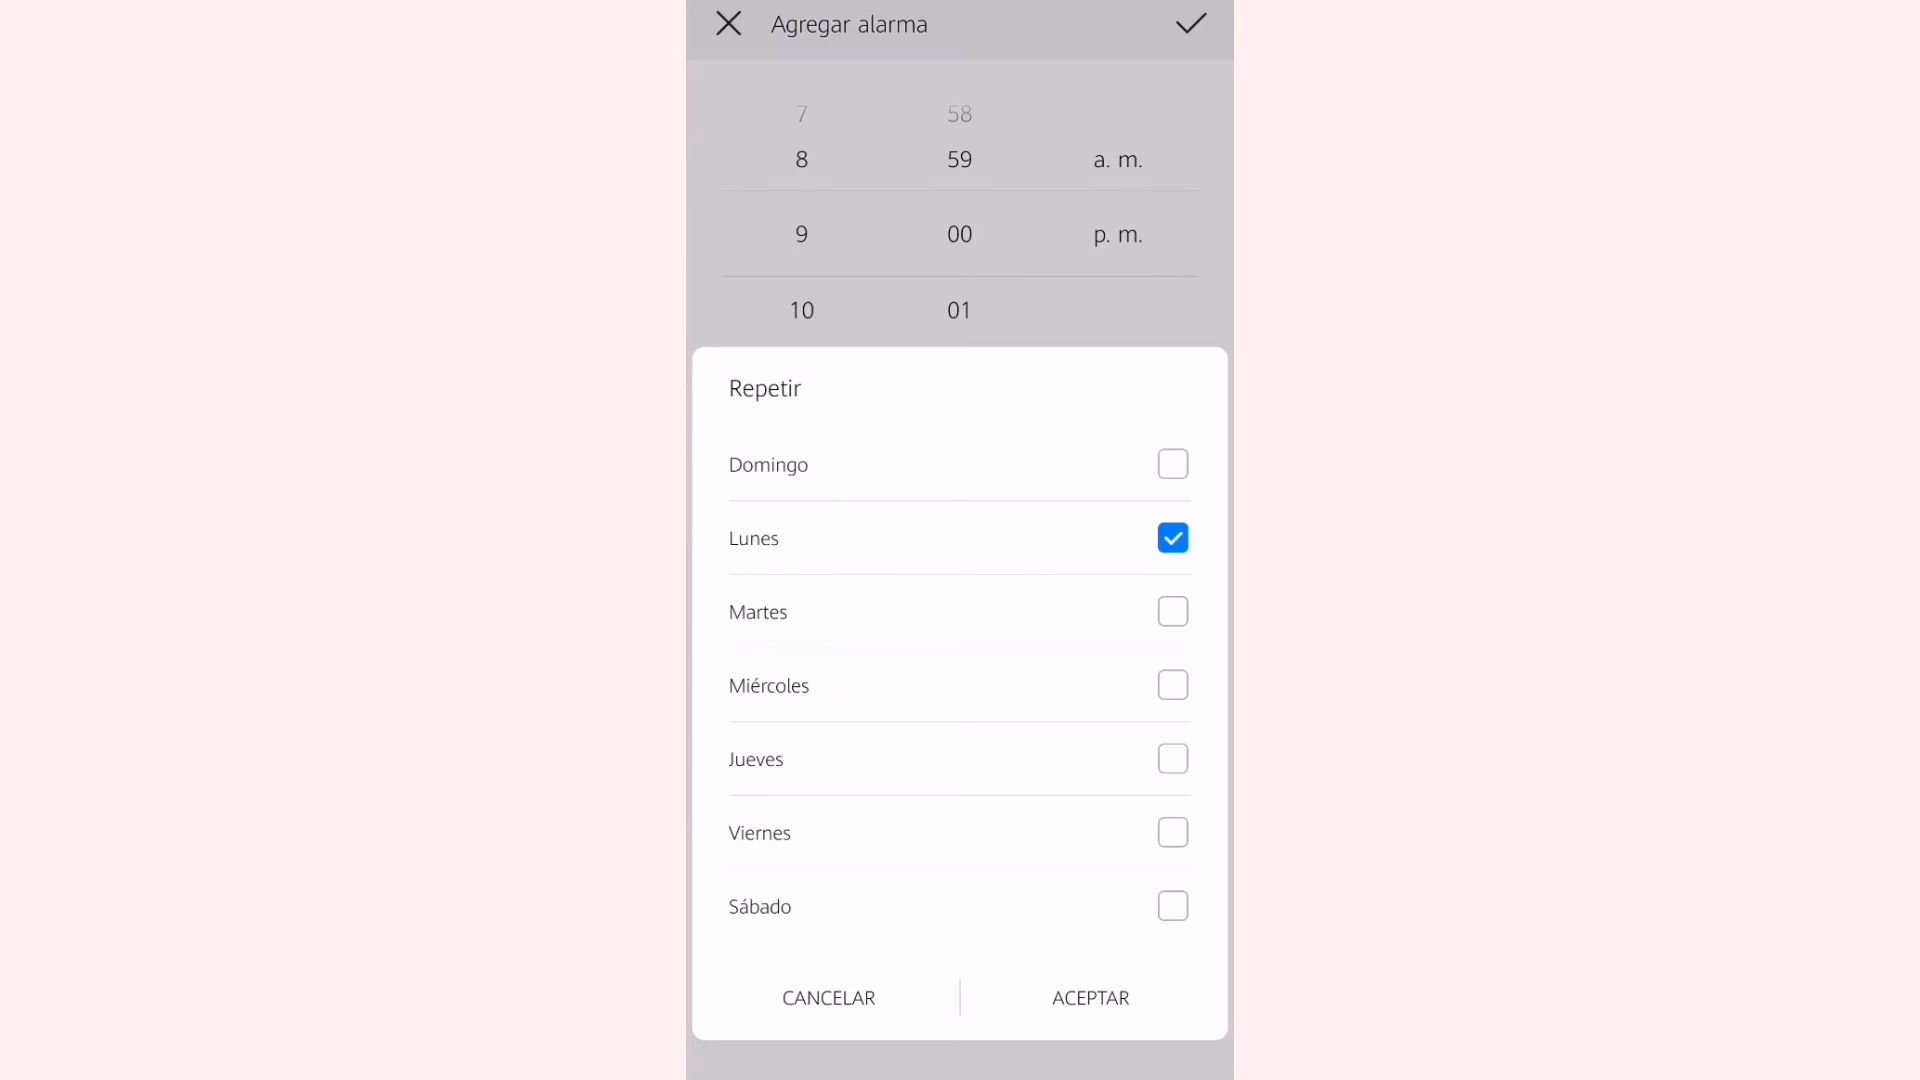 Agregar alarma
7 58
8 59 a. m.
9 00 p. m.
10 01
Repetir
Domingo
Lunes
Martes
Miércoles
Jueves
Viernes
Sábado
CANCELAR ACEPTAR